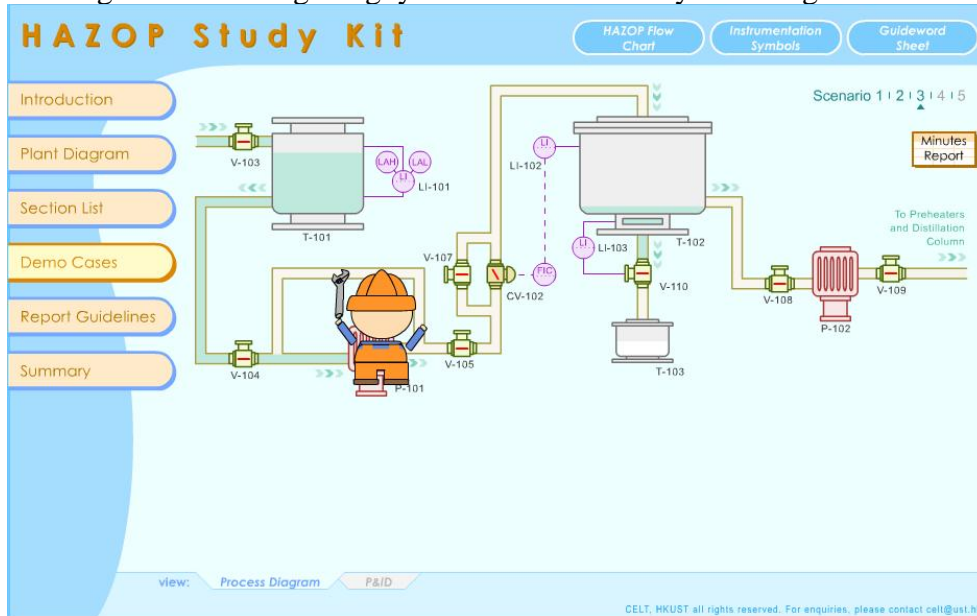 HAZOP Study Kit
HAZOP Flow
Chart
Instrumentation
Symbols
Guideword
Sheet
Introduction
Plant Diagram
Section List
Demo Cases
Report Guidelines
Summary
Scenario 1 2 3 4 5
Minutes
Report
V-103
LAH
LAL
LI
LI-101
T-101
LI
LI-102
LI
LI-103
T-102
To Preheaters
and Distillation
Column
V-107
FIC
CV-102
V-110
V-108
V-109
P-102
V-104
P-101
V-105
T-103
view:
Process Diagram
P&ID
CELT, HKUST all rights reserved. For enquiries, please contact celt@ust.h